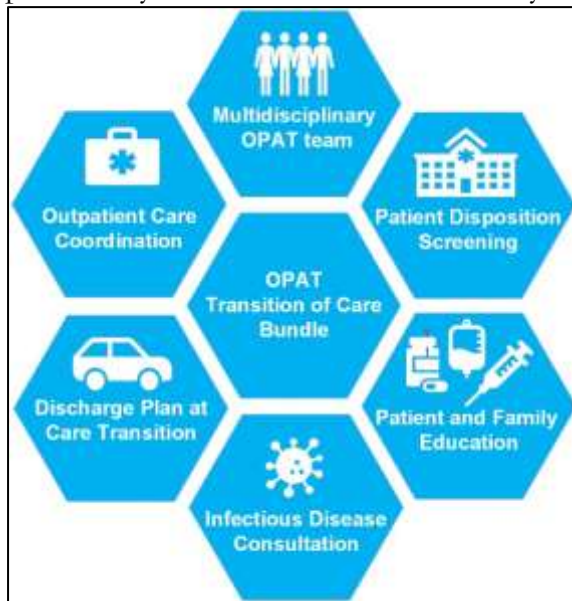 Multidisciplinary
OPAT team
Outpatient Care
Coordination
Patient Disposition
Screening
OPAT
Transition of Care
Bundle
Discharge Plan at
Care Transition
Patient and Family
Education
Infectious Disease
Consultation